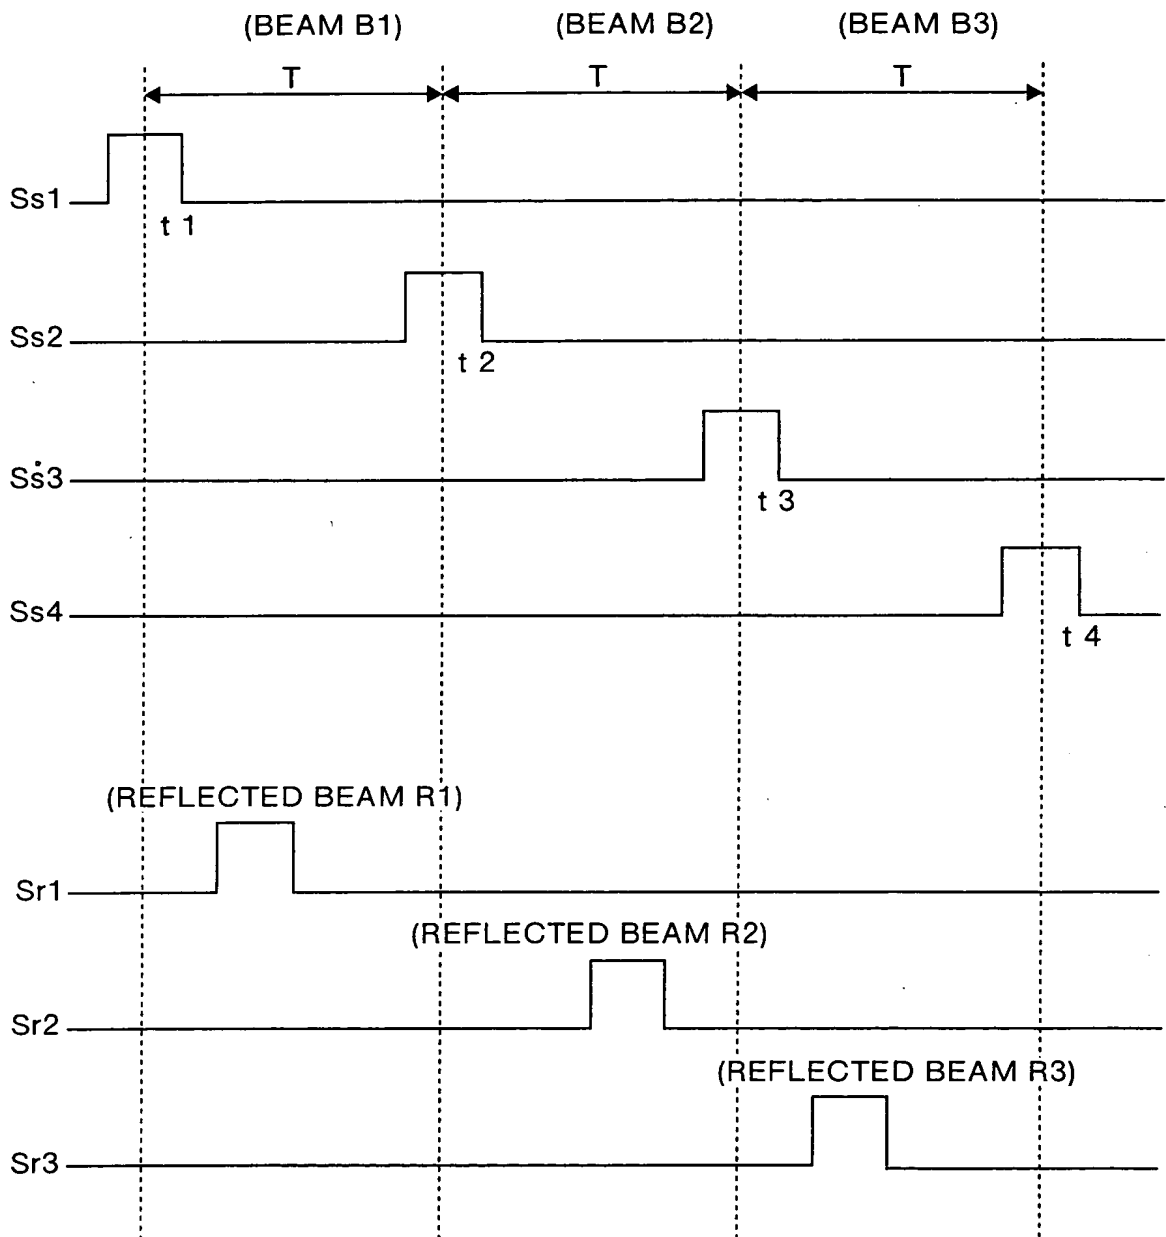 (BEAM B1) (BEAM B2) (BEAM B3)
T T T
Ss1
t 1
Ss2
t 2
Ss3
t 3
Ss4
t 4
(REFLECTED BEAM R1)
Sr1
(REFLECTED BEAM R2)
Sr2
(REFLECTED BEAM R3)
Sr3